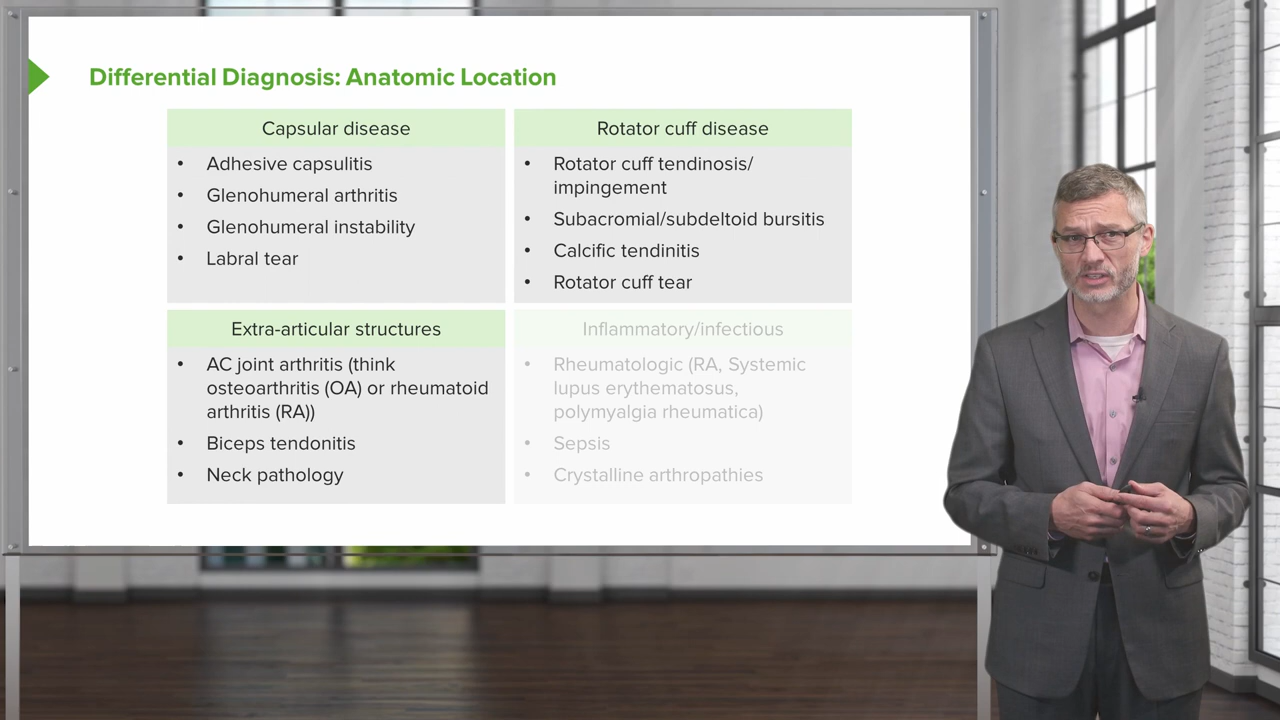 Differential Diagnosis: Anatomic Location
Capsular disease
• Adhesive capsulitis
• Glenohumeral arthritis
• Glenohumeral instability
• Labral tear
Rotator cuff disease
• Rotator cuff tendinosis/
impingement
• Subacromial/subdeltoid bursitis
• Calcific tendinitis
• Rotator cuff tear
Extra-articular structures
• AC joint arthritis (think
osteoarthritis (OA) or rheumatoid
arthritis (RA))
• Biceps tendonitis
• Neck pathology
Inflammatory/infectious
• Rheumatologic (RA, Systemic
lupus erythematosus,
polymyalgia rheumatica)
• Sepsis
• Crystalline arthropathies